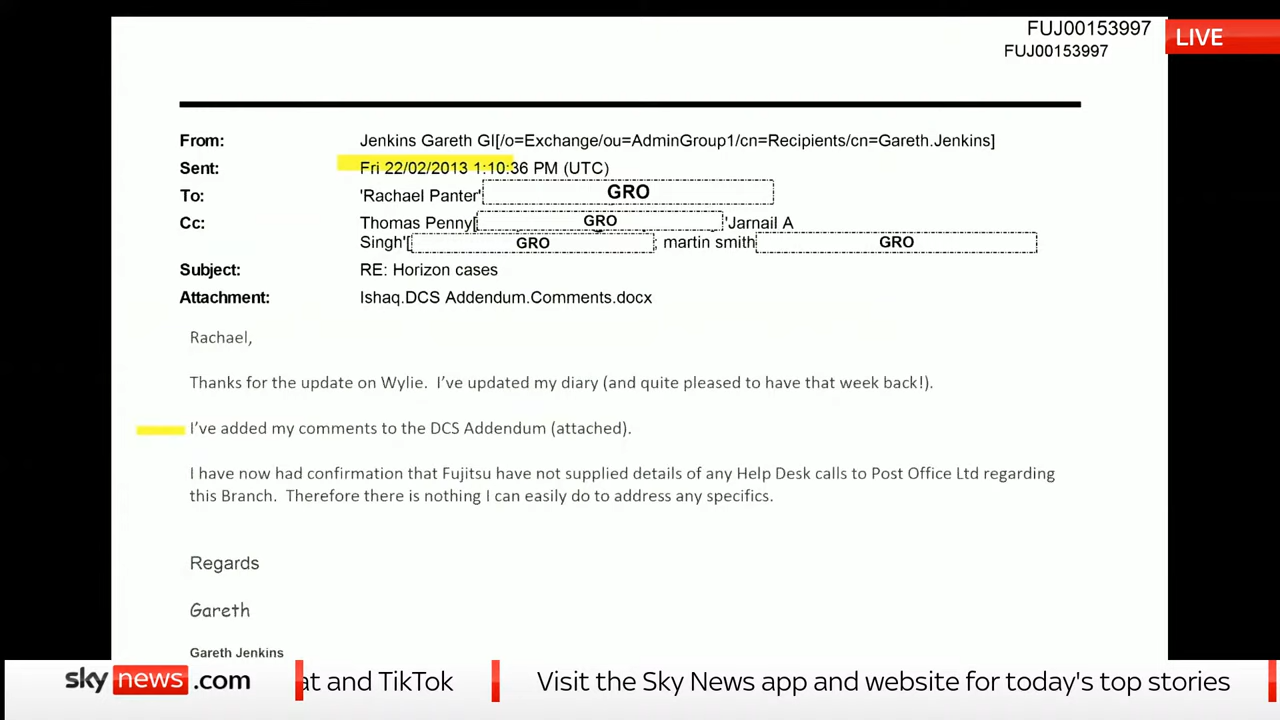 FUJ00153997
FUJ00153997
LIVE
From: Jenkins Gareth GI[/o=Exchange/ou=AdminGroup1/cn=Recipients/cn=Gareth.Jenkins]
Sent: Fri 22/02/2013 1:10:36 PM (UTC)
To: 'Rachael Panter' GRO
Cc: Thomas Penny[ GRO 'Jarnail A
Singh'[ GRO ; martin smith GRO
Subject: RE: Horizon cases
Attachment: Ishaq.DCS Addendum.Comments.docx
Rachael,
Thanks for the update on Wylie. I've updated my diary (and quite pleased to have that week back!).
I've added my comments to the DCS Addendum (attached).
I have now had confirmation that Fujitsu have not supplied details of any Help Desk calls to Post Office Ltd regarding
this Branch. Therefore there is nothing I can easily do to address any specifics.
Regards
Gareth
Gareth Jenkins
sky news.com at and TikTok Visit the Sky News app and website for today's top stories